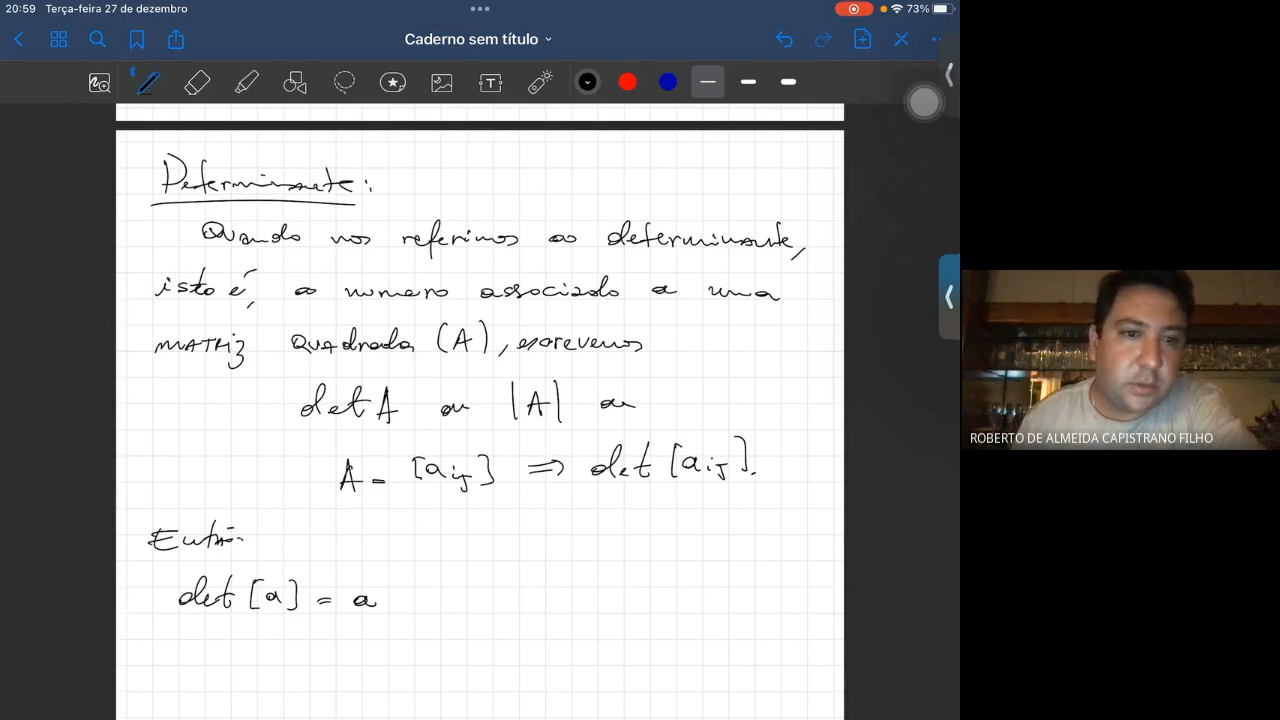 20:59 Terça-feira 27 de dezembro
73%
Caderno sem título
Determinante:
Quando nos referimos ao determinante,
isto é, ao numero associado a uma
MATRIZ QUADrada (A), escrevemos
det A ou |A| ou
A = [aij] ⇒ det [aij].
Então
det [a] = a
ROBERTO DE ALMEIDA CAPISTRANO FILHO